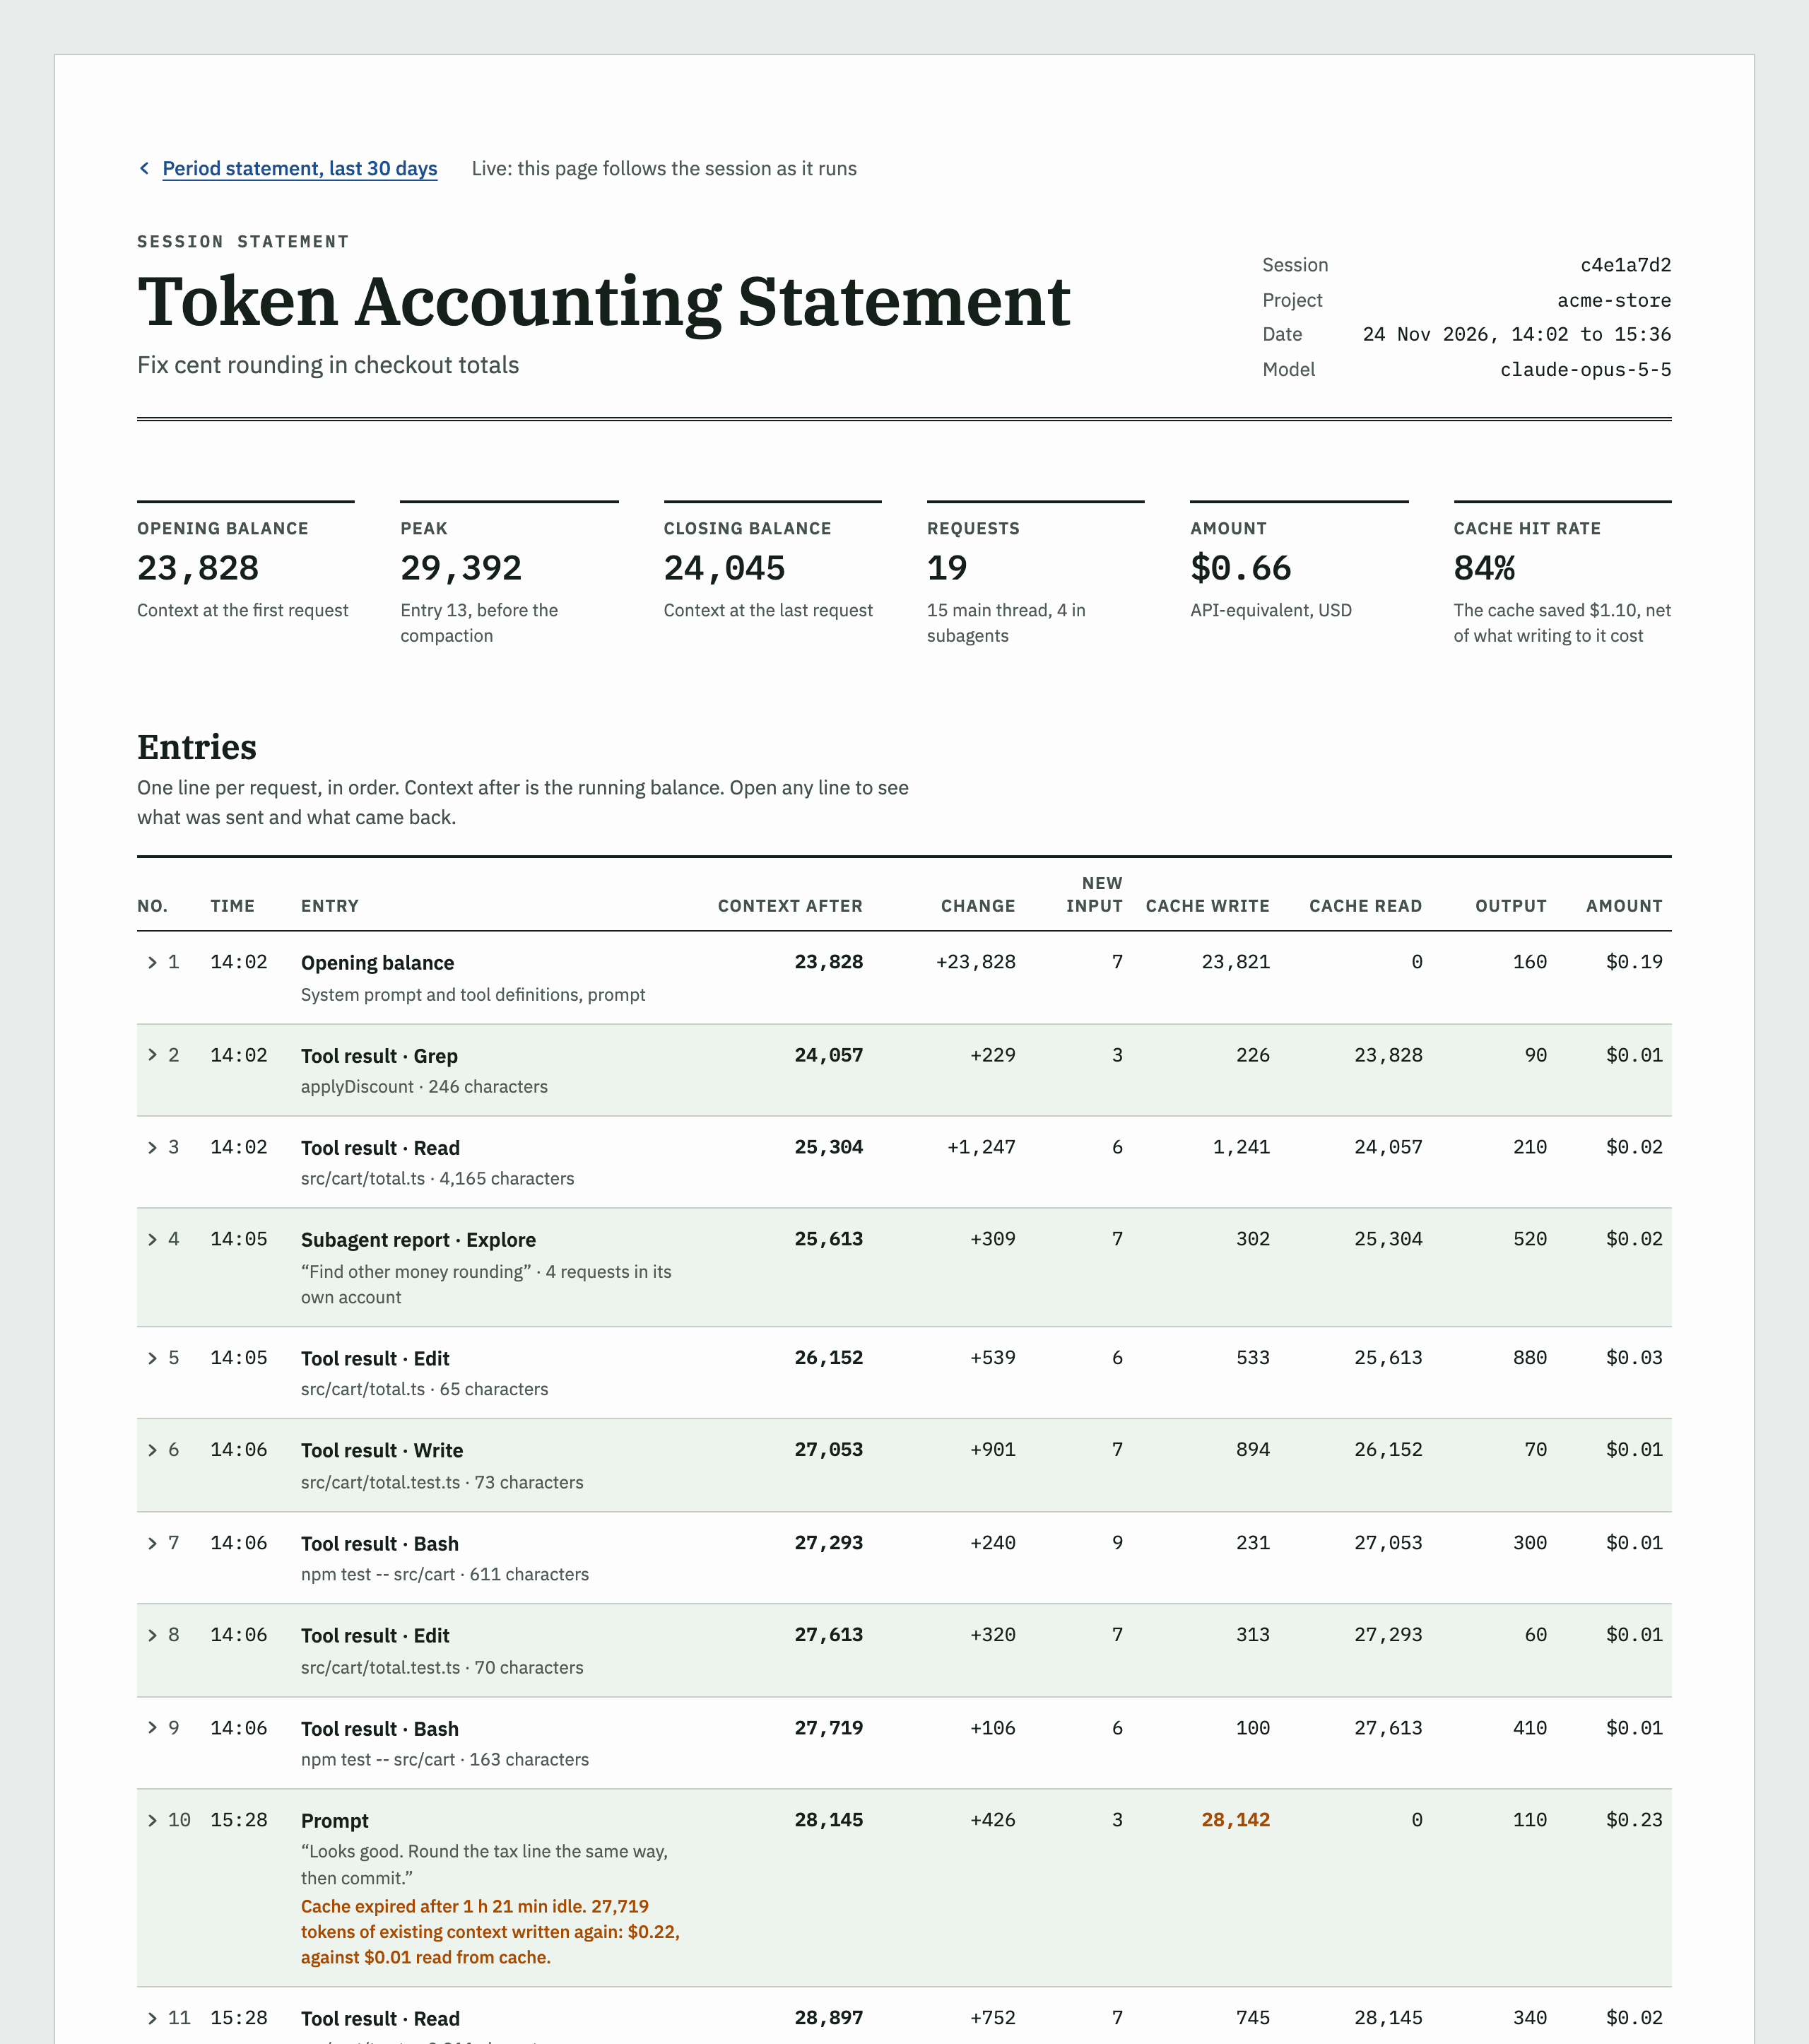 Period statement, last 30 days Live: this page follows the session as it runs
SESSION STATEMENT
Token Accounting Statement
Fix cent rounding in checkout totals
Session c4e1a7d2
Project acme-store
Date 24 Nov 2026, 14:02 to 15:36
Model claude-opus-5-5
OPENING BALANCE
23,828
Context at the first request
PEAK
29,392
Entry 13, before the
compaction
CLOSING BALANCE
24,045
Context at the last request
REQUESTS
19
15 main thread, 4 in
subagents
AMOUNT
$0.66
API-equivalent, USD
CACHE HIT RATE
84%
The cache saved $1.10, net
of what writing to it cost
Entries
One line per request, in order. Context after is the running balance. Open any line to see
what was sent and what came back.
NO. TIME ENTRY CONTEXT AFTER CHANGE NEW INPUT CACHE WRITE CACHE READ OUTPUT AMOUNT
1 14:02 Opening balance 23,828 +23,828 7 23,821 0 160 $0.19
System prompt and tool definitions, prompt
2 14:02 Tool result · Grep 24,057 +229 3 226 23,828 90 $0.01
applyDiscount · 246 characters
3 14:02 Tool result · Read 25,304 +1,247 6 1,241 24,057 210 $0.02
src/cart/total.ts · 4,165 characters
4 14:05 Subagent report · Explore 25,613 +309 7 302 25,304 520 $0.02
“Find other money rounding” · 4 requests in its
own account
5 14:05 Tool result · Edit 26,152 +539 6 533 25,613 880 $0.03
src/cart/total.ts · 65 characters
6 14:06 Tool result · Write 27,053 +901 7 894 26,152 70 $0.01
src/cart/total.test.ts · 73 characters
7 14:06 Tool result · Bash 27,293 +240 9 231 27,053 300 $0.01
npm test -- src/cart · 611 characters
8 14:06 Tool result · Edit 27,613 +320 7 313 27,293 60 $0.01
src/cart/total.test.ts · 70 characters
9 14:06 Tool result · Bash 27,719 +106 6 100 27,613 410 $0.01
npm test -- src/cart · 163 characters
10 15:28 Prompt 28,145 +426 3 28,142 0 110 $0.23
“Looks good. Round the tax line the same way,
then commit.”
Cache expired after 1 h 21 min idle. 27,719
tokens of existing context written again: $0.22,
against $0.01 read from cache.
11 15:28 Tool result · Read 28,897 +752 7 745 28,145 340 $0.02